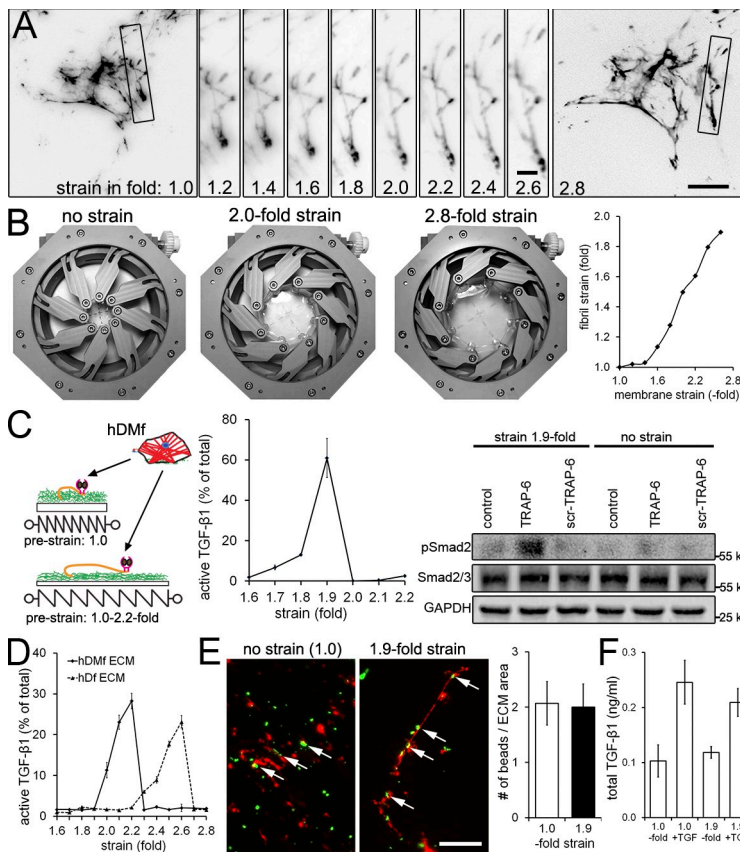 A
strain in fold: 1.0
1.2
1.4
1.6
1.8
2.0
2.2
2.4
2.6
2.8
B
no strain
2.0-fold strain
2.8-fold strain
fibril strain (fold)
2.0
1.8
1.6
1.4
1.2
1.0
1.0 1.6 2.2 2.8
membrane strain (-fold)
C
hDMf
pre-strain: 1.0
pre-strain: 1.0-2.2-fold
active TGF-β1 (% of total)
80
60
40
20
0
1.6 1.7 1.8 1.9 2.0 2.1 2.2
strain (fold)
strain 1.9-fold
no strain
control
TRAP-6
scr-TRAP-6
control
TRAP-6
scr-TRAP-6
pSmad2
55 k
Smad2/3
55 k
GAPDH
25 k
D
hDMf ECM
hDf ECM
active TGF-β1 (% of total)
40
30
20
10
0
1.6 1.8 2.0 2.2 2.4 2.6 2.8
strain (fold)
E
no strain (1.0)
1.9-fold strain
# of beads / ECM area
3
2
1
0
1.0 1.9
-fold strain
F
total TGF-β1 (ng/ml)
0.3
0.2
0.1
0
1.0 1.0 1.9 1.9
-fold +TGF -fold +TG